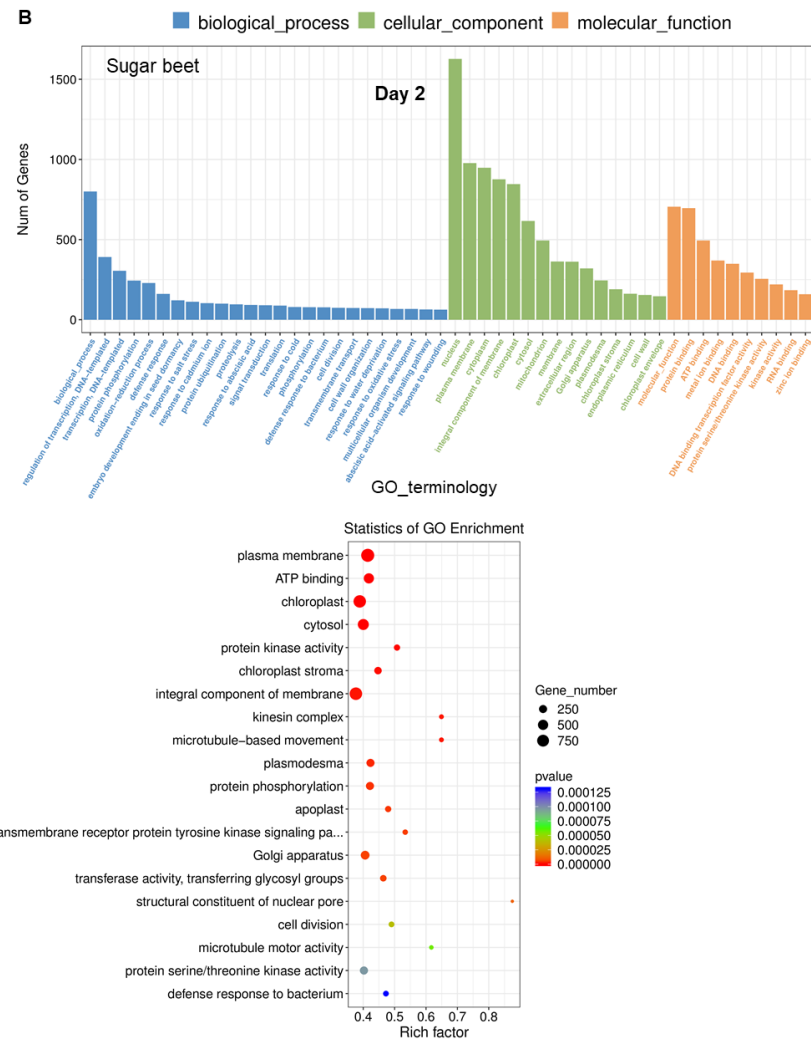 B
biological_process cellular_component molecular_function
Sugar beet
Day 2
Num of Genes
1500
1000
500
0
biological_process
regulation of transcription, DNA-templated
transcription, DNA-templated
protein phosphorylation
oxidation-reduction process
defense response
embryo development ending in seed dormancy
response to salt stress
response to cadmium ion
protein ubiquitination
proteolysis
response to abscisic acid
signal transduction
translation
response to cold
phosphorylation
defense response to bacterium
cell division
transmembrane transport
cell wall organization
response to water deprivation
response to oxidative stress
multicellular organism development
abscisic acid-activated signaling pathway
response to wounding
nucleus
plasma membrane
cytoplasm
integral component of membrane
chloroplast
cytosol
mitochondrion
membrane
extracellular region
Golgi apparatus
plasmodesma
chloroplast stroma
endoplasmic reticulum
cell wall
chloroplast envelope
molecular_function
protein binding
ATP binding
metal ion binding
DNA binding
DNA binding transcription factor activity
protein serine/threonine kinase activity
kinase activity
RNA binding
zinc ion binding
GO_terminology
Statistics of GO Enrichment
plasma membrane
ATP binding
chloroplast
cytosol
protein kinase activity
chloroplast stroma
integral component of membrane
kinesin complex
microtubule−based movement
plasmodesma
protein phosphorylation
apoplast
ansmembrane receptor protein tyrosine kinase signaling pa...
Golgi apparatus
transferase activity, transferring glycosyl groups
structural constituent of nuclear pore
cell division
microtubule motor activity
protein serine/threonine kinase activity
defense response to bacterium
0.4 0.5 0.6 0.7 0.8
Rich factor
Gene_number
250
500
750
pvalue
0.000125
0.000100
0.000075
0.000050
0.000025
0.000000